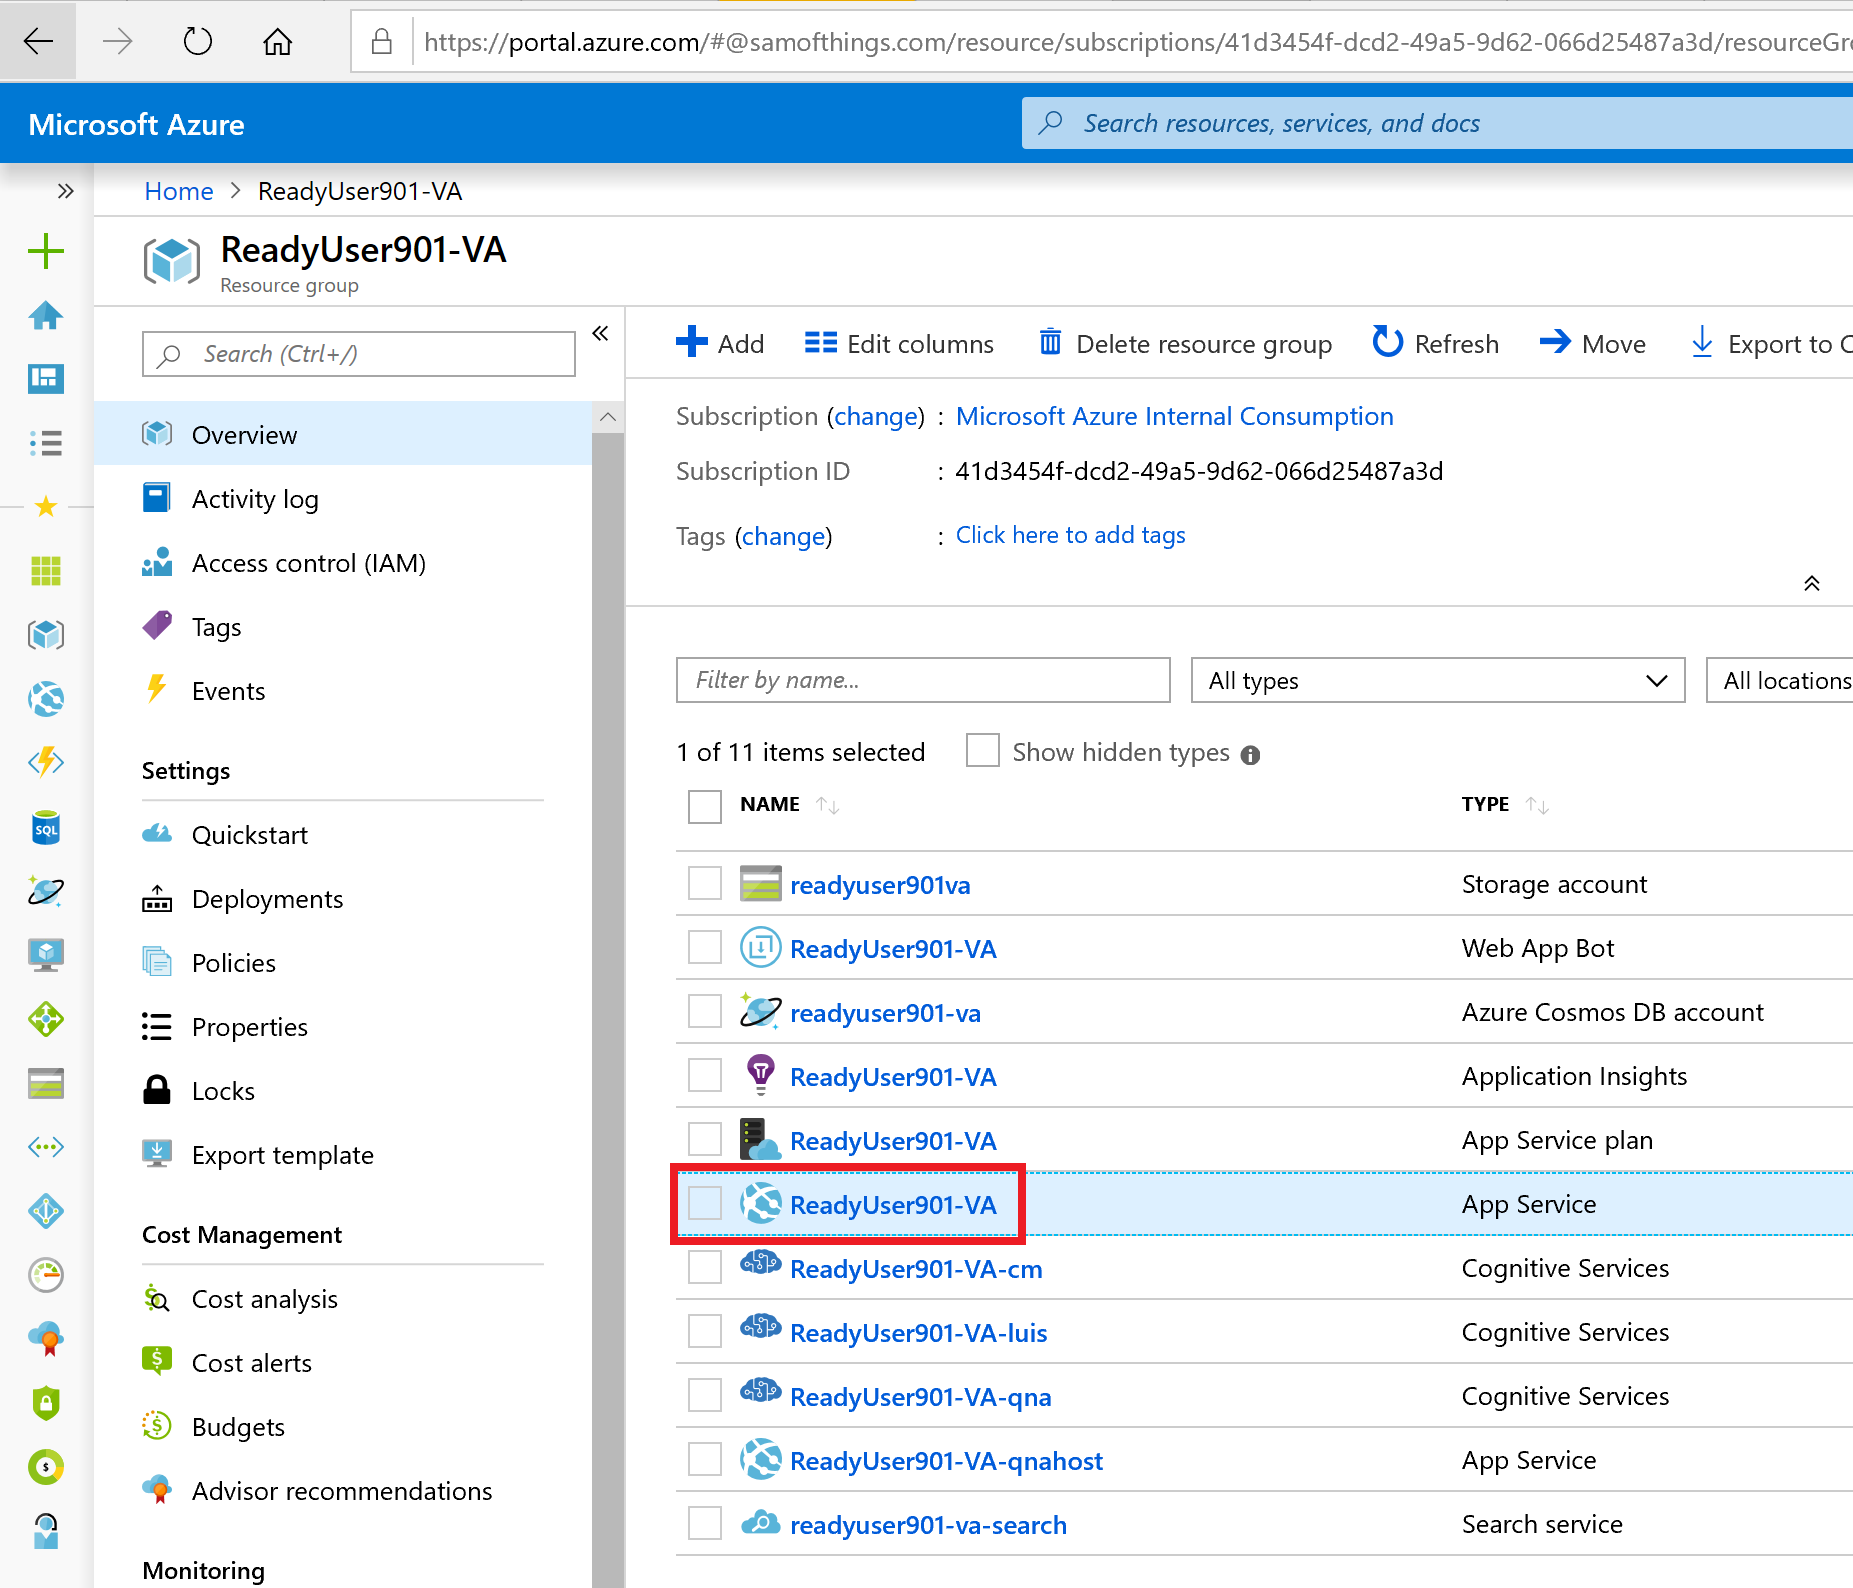 https://portal.azure.com/#@samofthings.com/resource/subscriptions/41d3454f-dcd2-49a5-9d62-066d25487a3d/resourceGr
Microsoft Azure
Search resources, services, and docs
Home > ReadyUser901-VA
ReadyUser901-VA
Resource group
Search (Ctrl+/)
Overview
Activity log
Access control (IAM)
Tags
Events
Settings
Quickstart
Deployments
Policies
Properties
Locks
Export template
Cost Management
Cost analysis
Cost alerts
Budgets
Advisor recommendations
Monitoring
SQL
Add
Edit columns
Delete resource group
Refresh
Move
Export to C
Subscription (change) : Microsoft Azure Internal Consumption
Subscription ID : 41d3454f-dcd2-49a5-9d62-066d25487a3d
Tags (change) : Click here to add tags
Filter by name...
All types
All locations
1 of 11 items selected
Show hidden types
NAME TYPE
readyuser901va Storage account
ReadyUser901-VA Web App Bot
readyuser901-va Azure Cosmos DB account
ReadyUser901-VA Application Insights
ReadyUser901-VA App Service plan
ReadyUser901-VA App Service
ReadyUser901-VA-cm Cognitive Services
ReadyUser901-VA-luis Cognitive Services
ReadyUser901-VA-qna Cognitive Services
ReadyUser901-VA-qnahost App Service
readyuser901-va-search Search service